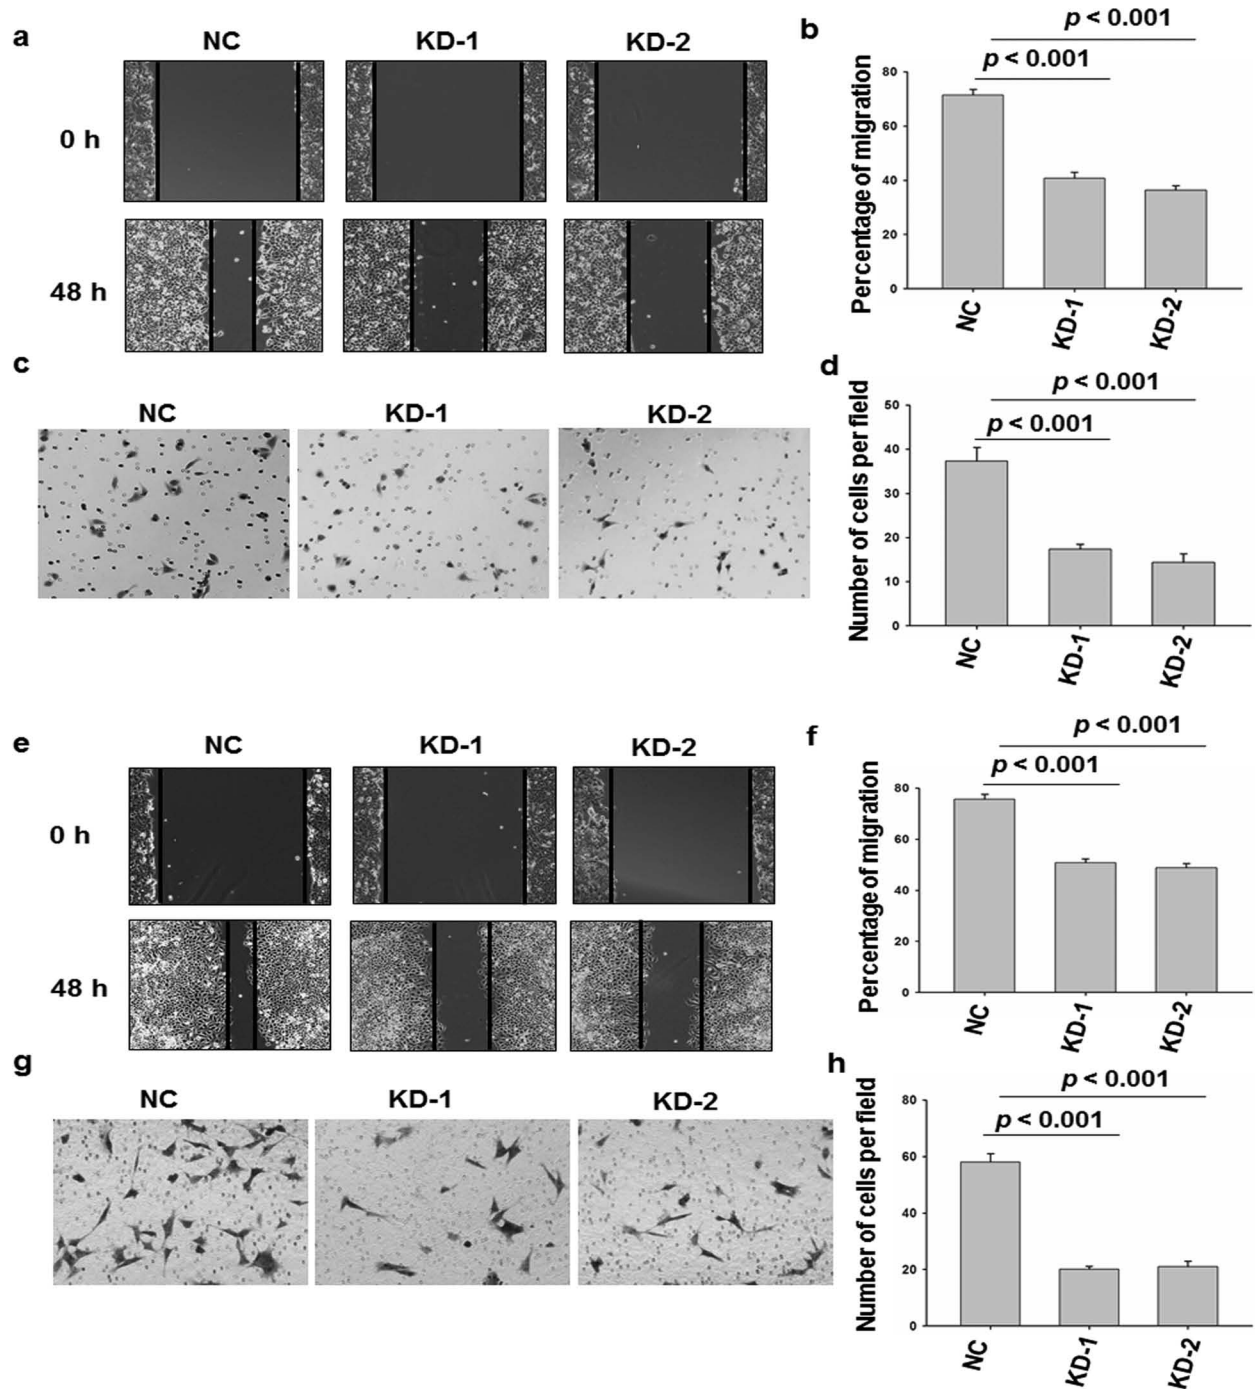 a
NC
KD-1
KD-2
0 h
48 h
b
p < 0.001
p < 0.001
Percentage of migration
80
60
40
20
0
NC
KD-1
KD-2
c
NC
KD-1
KD-2
d
p < 0.001
p < 0.001
Number of cells per field
50
40
30
20
10
0
NC
KD-1
KD-2
e
NC
KD-1
KD-2
0 h
48 h
f
p < 0.001
p < 0.001
Percentage of migration
80
60
40
20
0
NC
KD-1
KD-2
g
NC
KD-1
KD-2
h
p < 0.001
p < 0.001
Number of cells per field
80
60
40
20
0
NC
KD-1
KD-2